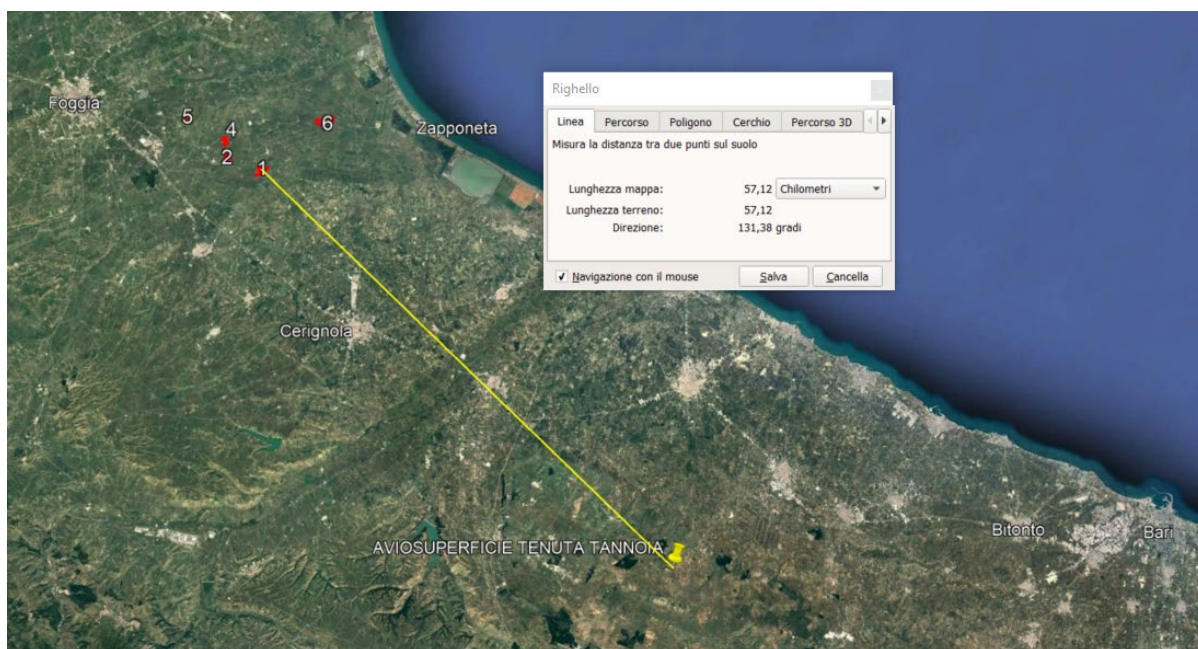 Righello
Linea Percorso Poligono Cerchio Percorso 3D
Misura la distanza tra due punti sul suolo
Lunghezza mappa: 57,12 Chilometri
Lunghezza terreno: 57,12
Direzione: 131,38 gradi
Navigazione con il mouse Salva Cancella
Foggia
5
4
6
Zapponeta
2
1
Cerignola
AVIOSUPERFICIE TENUTA TANNOIA
Bitonto
Bari